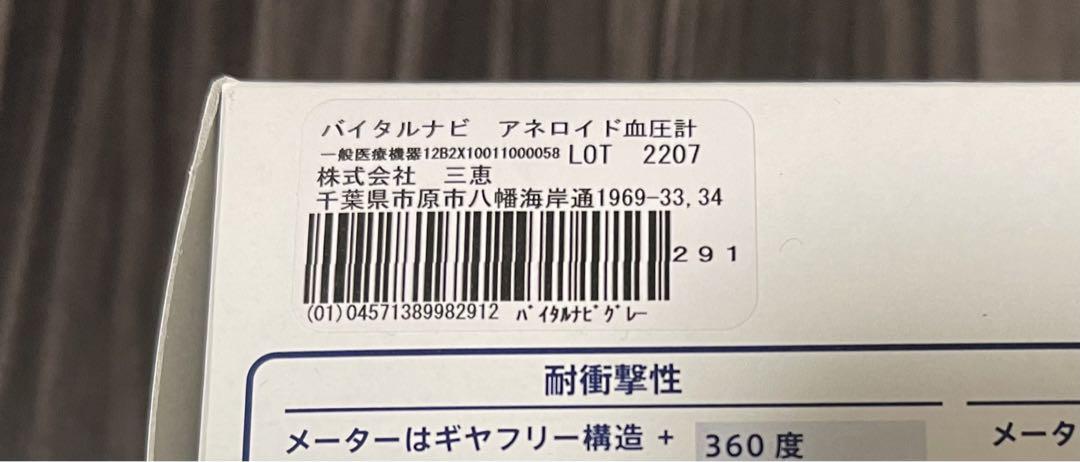 バイタルナビ　アネロイド血圧計
一般医療機器12B2X10011000058 LOT 2207
株式会社　三恵
千葉県市原市八幡海岸通1969-33,34
291
(01)04571389982912 ﾊﾞｲﾀﾙﾅﾋﾞｸﾞﾚｰ
耐衝撃性
メーターはギヤフリー構造 + 360度
メータ